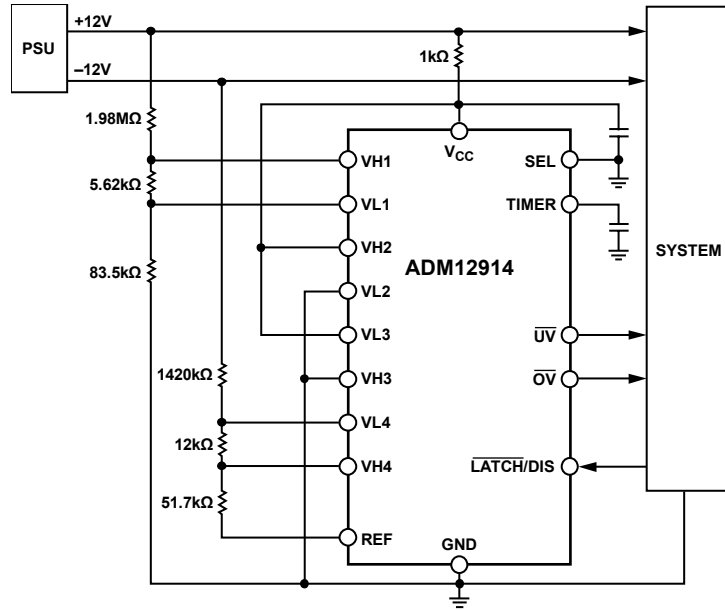 PSU
+12V
–12V
1kΩ
1.98MΩ
5.62kΩ
83.5kΩ
1420kΩ
12kΩ
51.7kΩ
VCC
VH1
VL1
VH2
VL2
VL3
VH3
VL4
VH4
REF
ADM12914
SEL
TIMER
UV
OV
LATCH/DIS
GND
SYSTEM